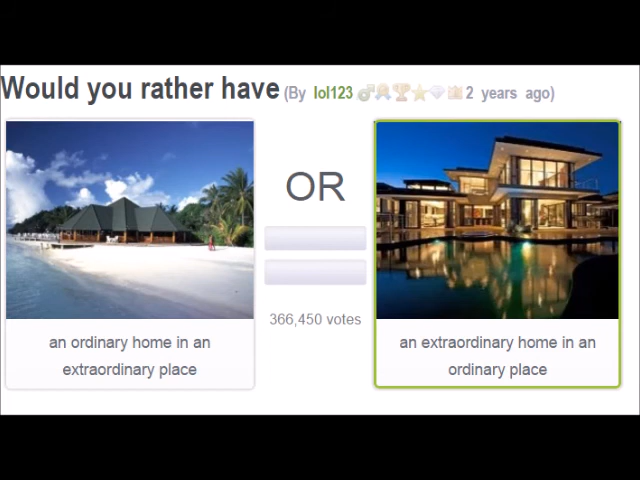 Would you rather have (By lol123 2 years ago)
OR
366,450 votes
an ordinary home in an
extraordinary place
an extraordinary home in an
ordinary place